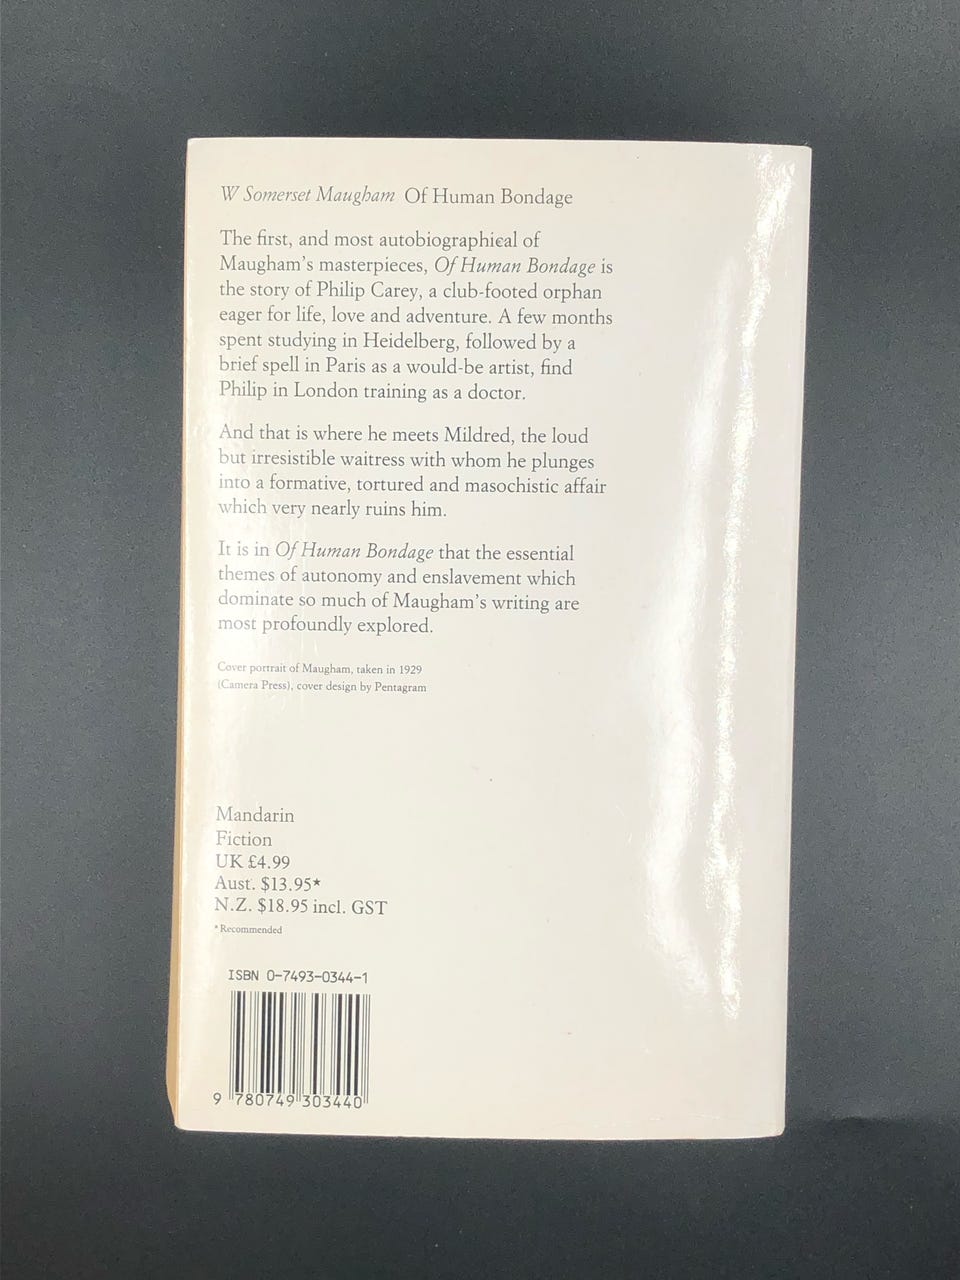 W Somerset Maugham Of Human Bondage
The first, and most autobiographical of
Maugham's masterpieces, Of Human Bondage is
the story of Philip Carey, a club-footed orphan
eager for life, love and adventure. A few months
spent studying in Heidelberg, followed by a
brief spell in Paris as a would-be artist, find
Philip in London training as a doctor.
And that is where he meets Mildred, the loud
but irresistible waitress with whom he plunges
into a formative, tortured and masochistic affair
which very nearly ruins him.
It is in Of Human Bondage that the essential
themes of autonomy and enslavement which
dominate so much of Maugham's writing are
most profoundly explored.
Cover portrait of Maugham, taken in 1929
(Camera Press), cover design by Pentagram
Mandarin
Fiction
UK £4.99
Aust. $13.95*
N.Z. $18.95 incl. GST
* Recommended
ISBN 0-7493-0344-1
9 780749 303440